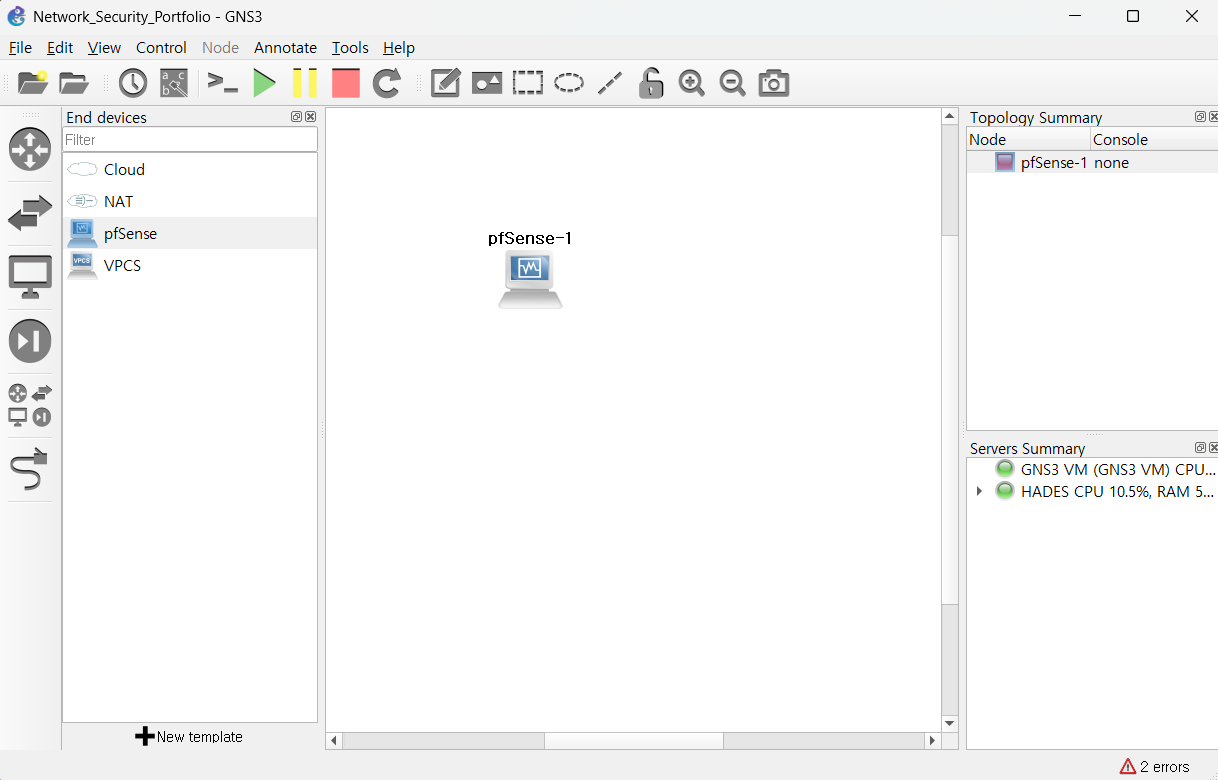 Network_Security_Portfolio - GNS3
File Edit View Control Node Annotate Tools Help
End devices
Filter
Cloud
NAT
pfSense
VPCS
New template
pfSense-1
Topology Summary
Node Console
pfSense-1 none
Servers Summary
GNS3 VM (GNS3 VM) CPU...
HADES CPU 10.5%, RAM 5...
2 errors